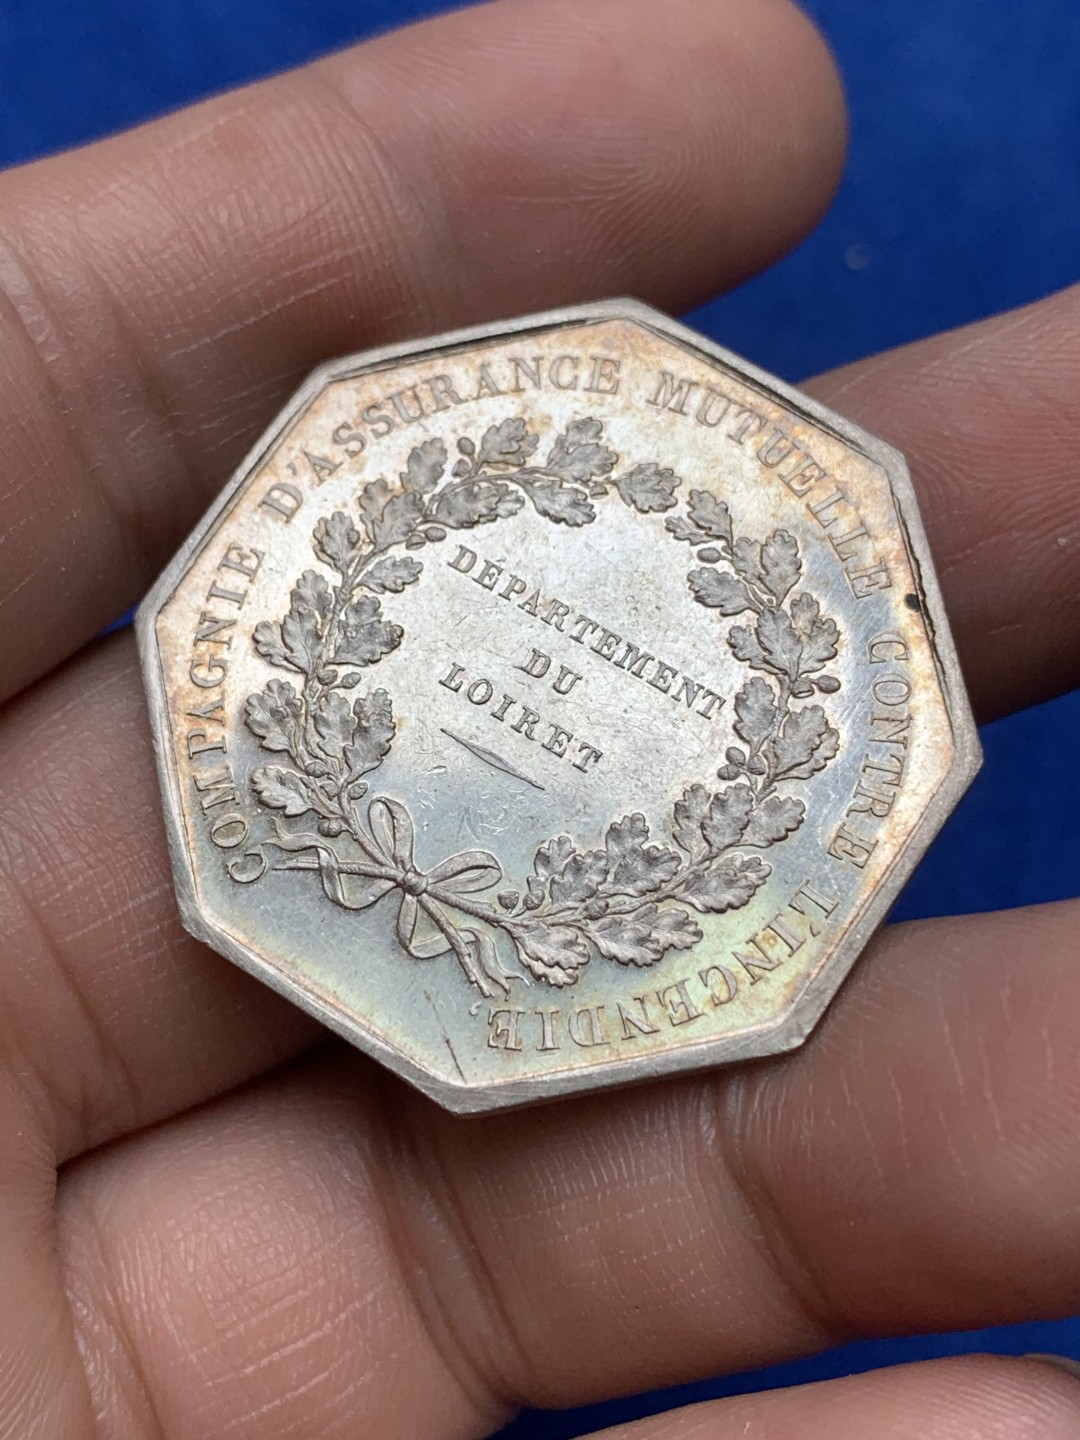 COMPAGNIE D'ASSURANCE MUTUELLE CONTRE L'INCENDIE,
DÉPARTEMENT
DU
LOIRET